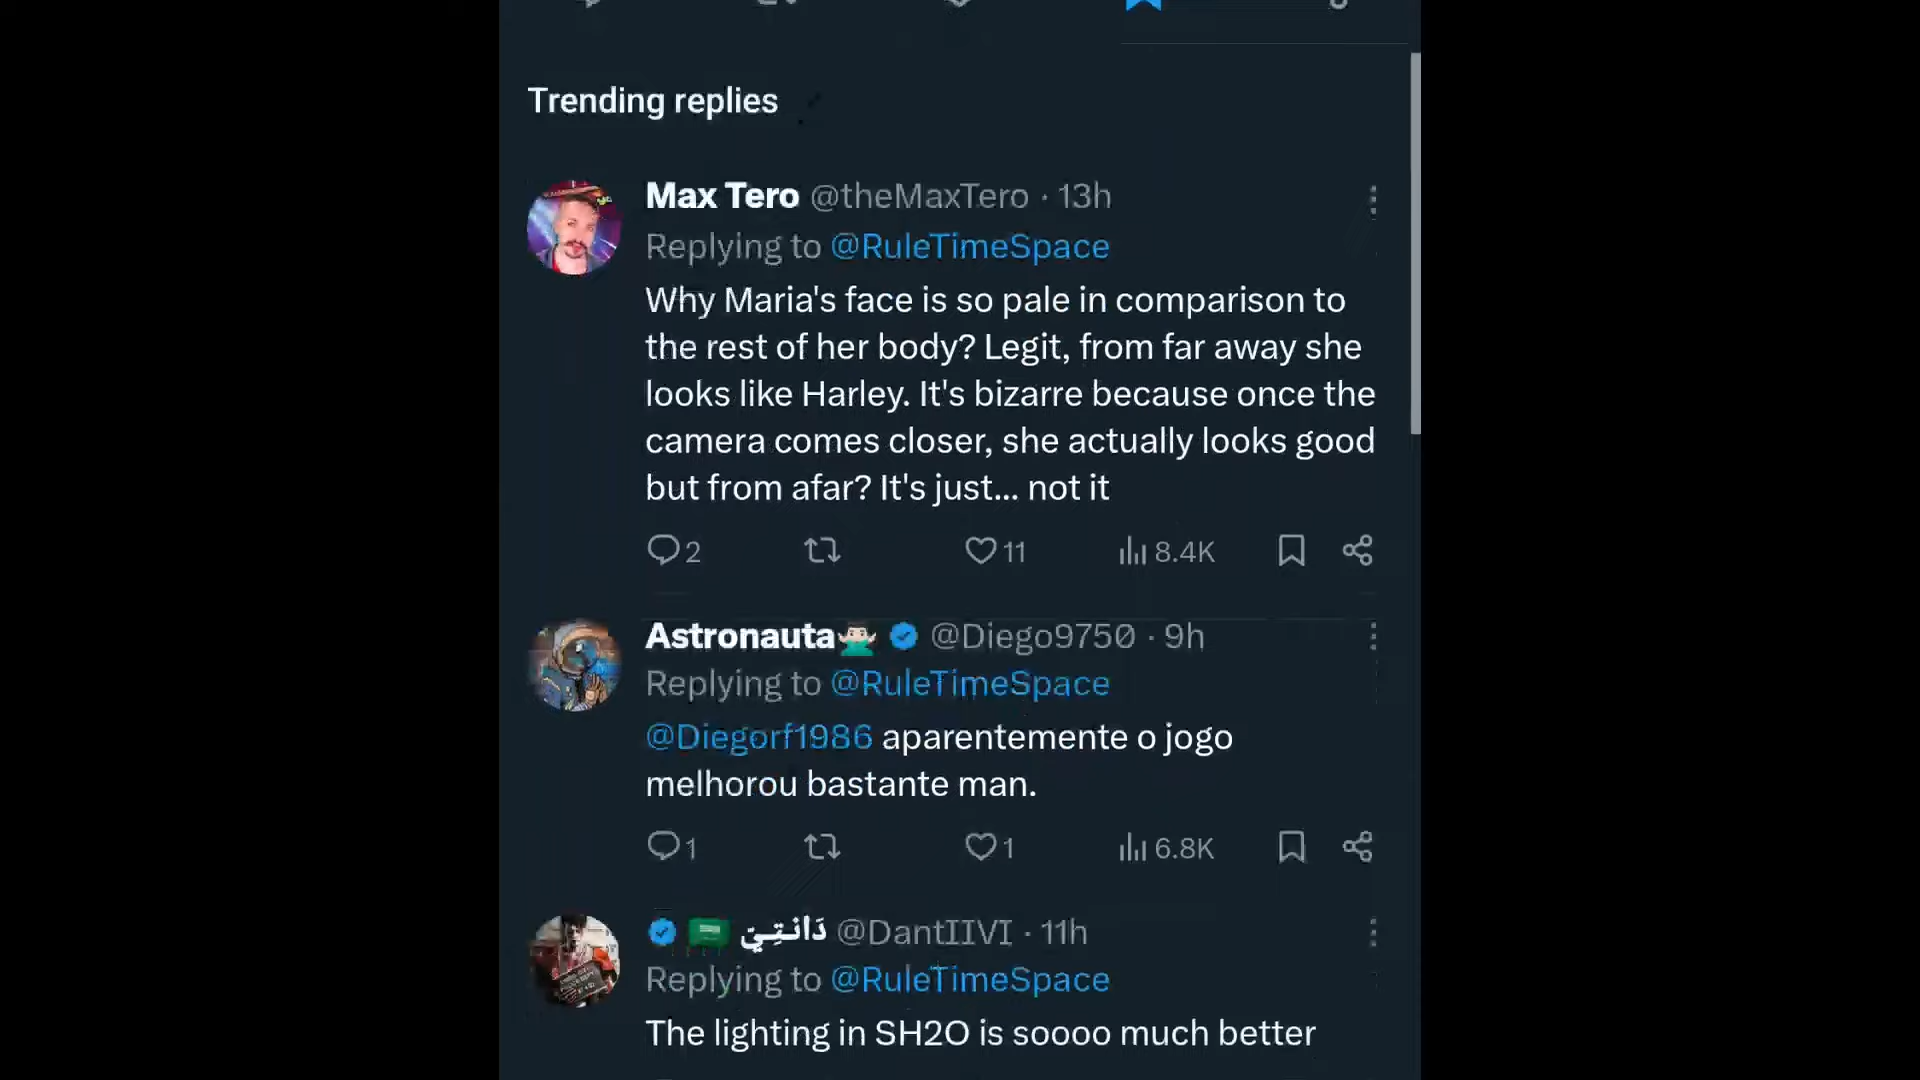 Trending replies
Max Tero @theMaxTero · 13h
Replying to @RuleTimeSpace
Why Maria's face is so pale in comparison to
the rest of her body? Legit, from far away she
looks like Harley. It's bizarre because once the
camera comes closer, she actually looks good
but from afar? It's just... not it
2 11 8.4K
Astronauta🤷🏻‍♂️ @Diego9750 · 9h
Replying to @RuleTimeSpace
@Diegorf1986 aparentemente o jogo
melhorou bastante man.
1 1 6.8K
🇸🇦 دَانـتِـيّ @DantIIVI · 11h
Replying to @RuleTimeSpace
The lighting in SH2O is soooo much better